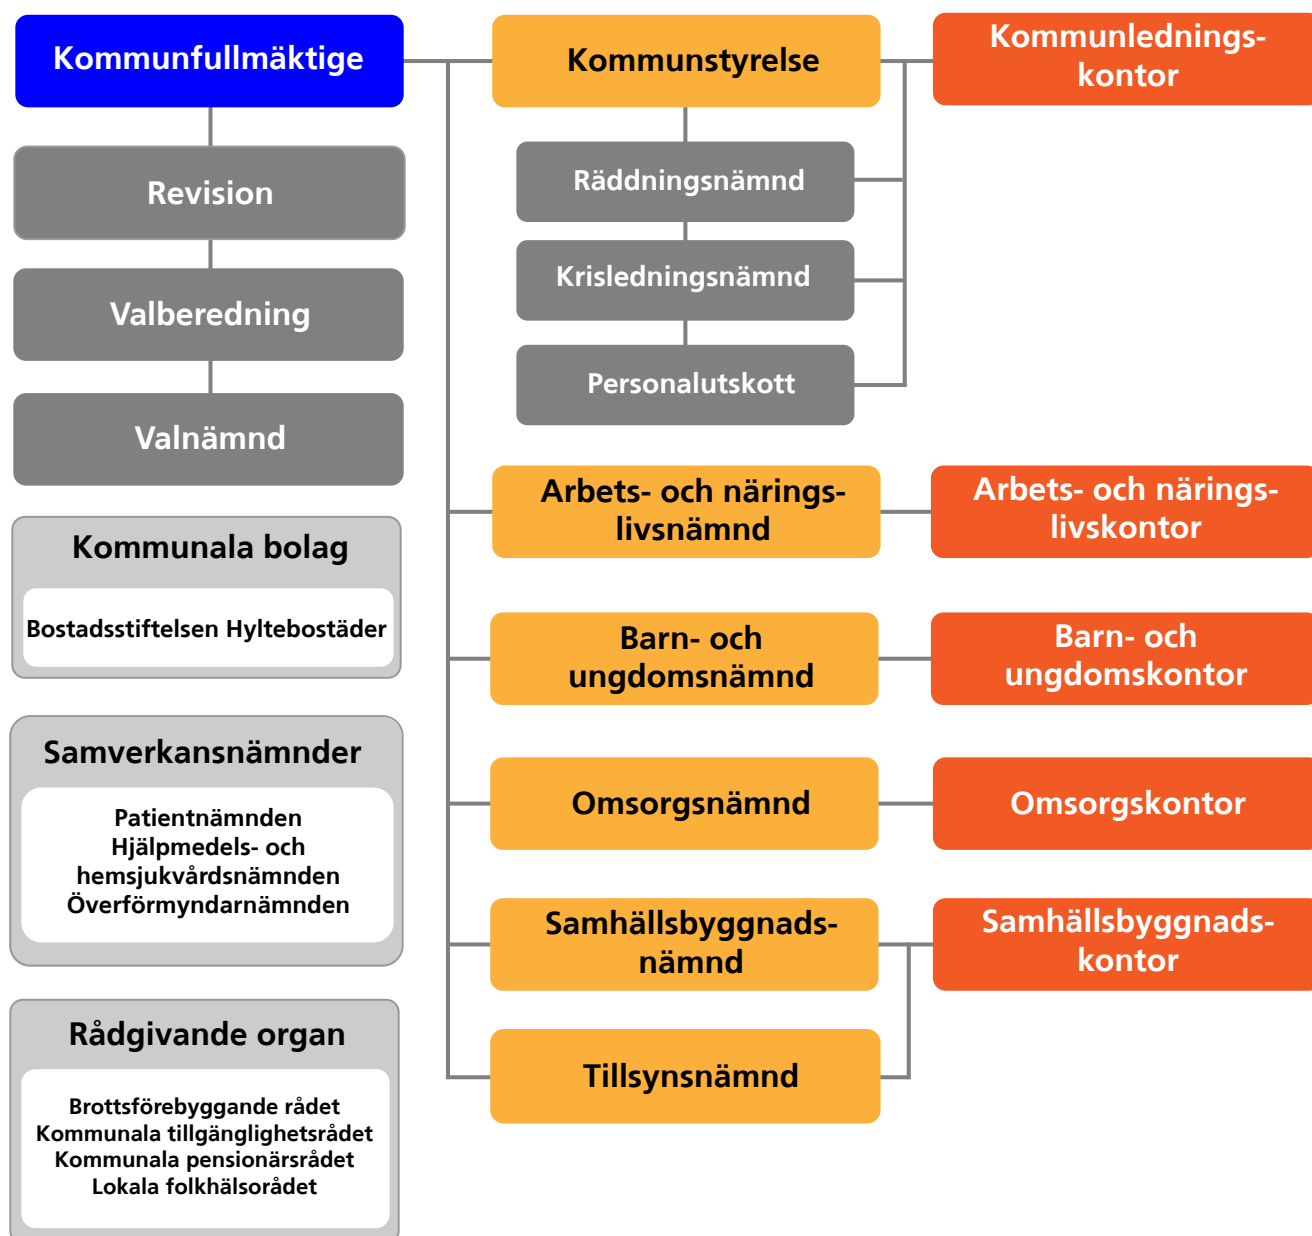 Kommunfullmäktige
Revision
Valberedning
Valnämnd
Kommunala bolag
Bostadsstiftelsen Hyltebostäder
Samverkansnämnder
Patientnämnden
Hjälpmedels- och
hemsjukvårdsnämnden
Överförmyndarnämnden
Rådgivande organ
Brottsförebyggande rådet
Kommunala tillgänglighetsrådet
Kommunala pensionärsrådet
Lokala folkhälsorådet
Kommunstyrelse
Räddningsnämnd
Krisledningsnämnd
Personalutskott
Arbets- och närings-
livsnämnd
Barn- och
ungdomsnämnd
Omsorgsnämnd
Samhällsbyggnads-
nämnd
Tillsynsnämnd
Kommunlednings-
kontor
Arbets- och närings-
livskontor
Barn- och
ungdomskontor
Omsorgskontor
Samhällsbyggnads-
kontor